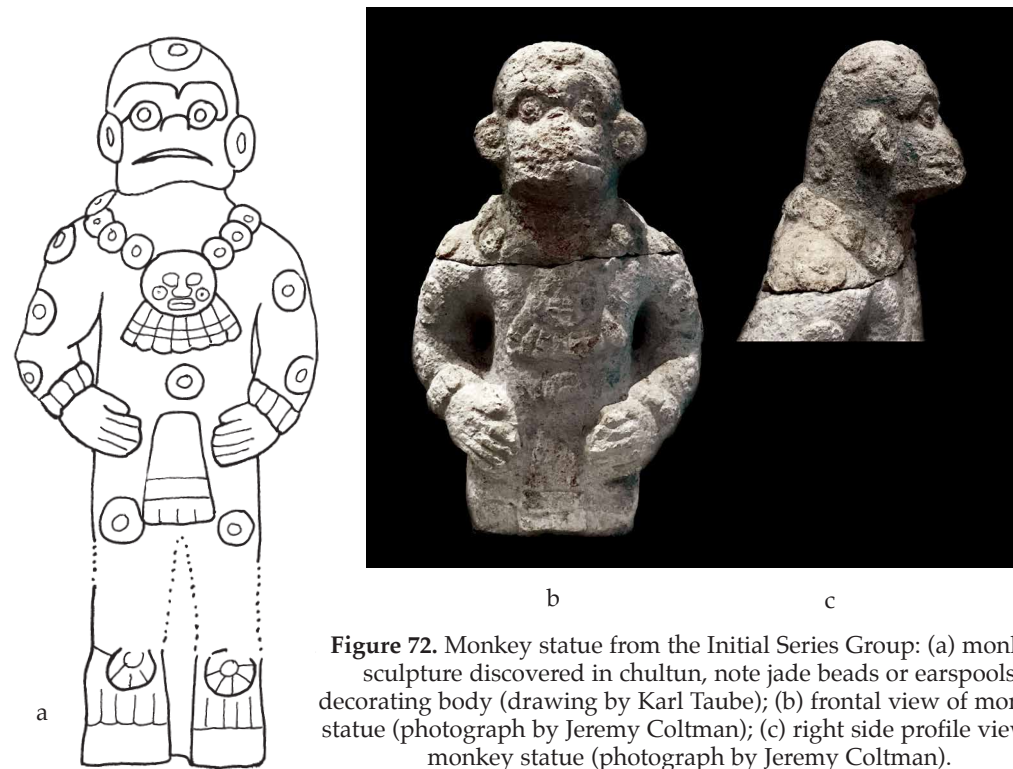 b
c
Figure 72. Monkey statue from the Initial Series Group: (a)
sculpture discovered in chultun, note jade beads or earspools
decorating body (drawing by Karl Taube); (b) frontal view of
statue (photograph by Jeremy Coltman); (c) right side profile
a
monkey statue (photograph by Jeremy Coltman).